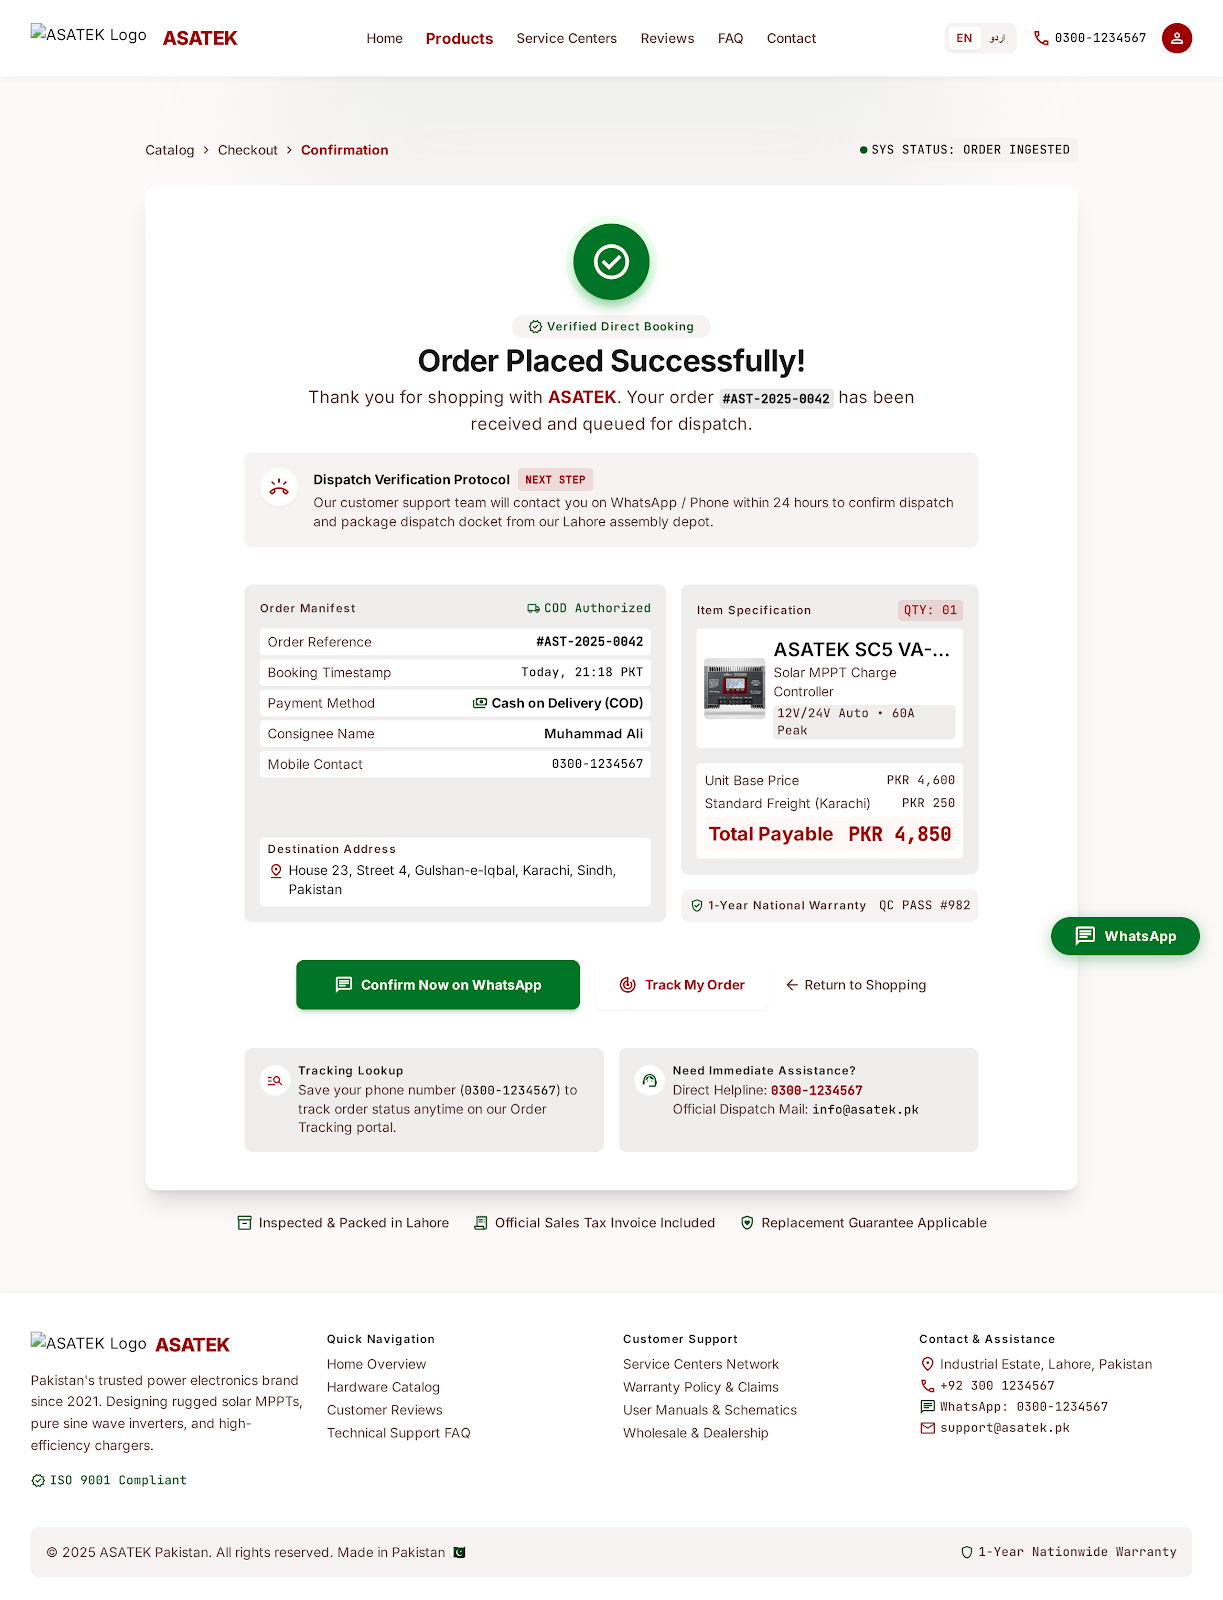 ASATEK Logo ASATEK
Home Products Service Centers Reviews FAQ Contact
EN اردو 0300-1234567
Catalog > Checkout > Confirmation
SYS STATUS: ORDER INGESTED
Verified Direct Booking
Order Placed Successfully!
Thank you for shopping with ASATEK. Your order #AST-2025-0042 has been
received and queued for dispatch.
Dispatch Verification Protocol NEXT STEP
Our customer support team will contact you on WhatsApp / Phone within 24 hours to confirm dispatch
and package dispatch docket from our Lahore assembly depot.
Order Manifest COD Authorized
Order Reference #AST-2025-0042
Booking Timestamp Today, 21:18 PKT
Payment Method Cash on Delivery (COD)
Consignee Name Muhammad Ali
Mobile Contact 0300-1234567
Destination Address
House 23, Street 4, Gulshan-e-Iqbal, Karachi, Sindh,
Pakistan
Item Specification QTY: 01
ASATEK SC5 VA-...
Solar MPPT Charge
Controller
12V/24V Auto • 60A
Peak
Unit Base Price PKR 4,600
Standard Freight (Karachi) PKR 250
Total Payable PKR 4,850
1-Year National Warranty QC PASS #982
WhatsApp
Confirm Now on WhatsApp
Track My Order
← Return to Shopping
Tracking Lookup
Save your phone number (0300-1234567) to
track order status anytime on our Order
Tracking portal.
Need Immediate Assistance?
Direct Helpline: 0300-1234567
Official Dispatch Mail: info@asatek.pk
Inspected & Packed in Lahore
Official Sales Tax Invoice Included
Replacement Guarantee Applicable
ASATEK Logo ASATEK
Pakistan's trusted power electronics brand
since 2021. Designing rugged solar MPPTs,
pure sine wave inverters, and high-
efficiency chargers.
ISO 9001 Compliant
Quick Navigation
Home Overview
Hardware Catalog
Customer Reviews
Technical Support FAQ
Customer Support
Service Centers Network
Warranty Policy & Claims
User Manuals & Schematics
Wholesale & Dealership
Contact & Assistance
Industrial Estate, Lahore, Pakistan
+92 300 1234567
WhatsApp: 0300-1234567
support@asatek.pk
© 2025 ASATEK Pakistan. All rights reserved. Made in Pakistan 🇵🇰
1-Year Nationwide Warranty